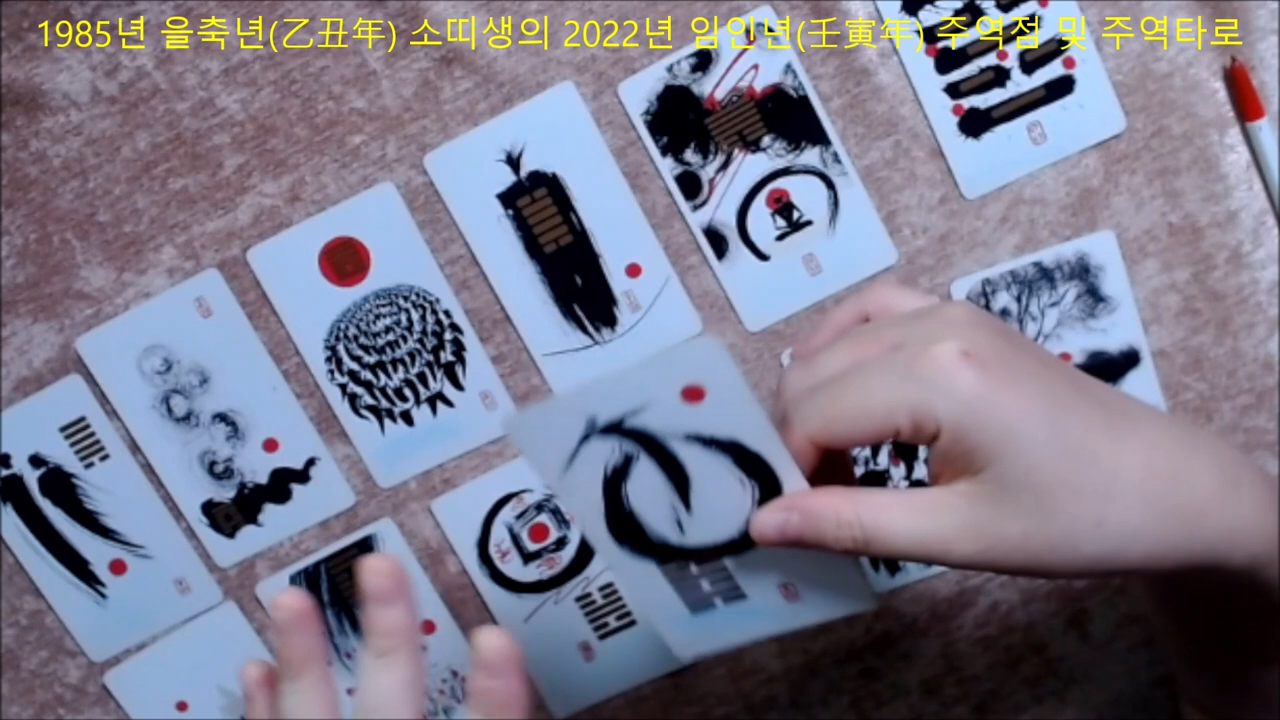 1985년 을축년(乙丑年) 소띠생의 2022년 임인년(壬寅年) 주역점 및 주역타로